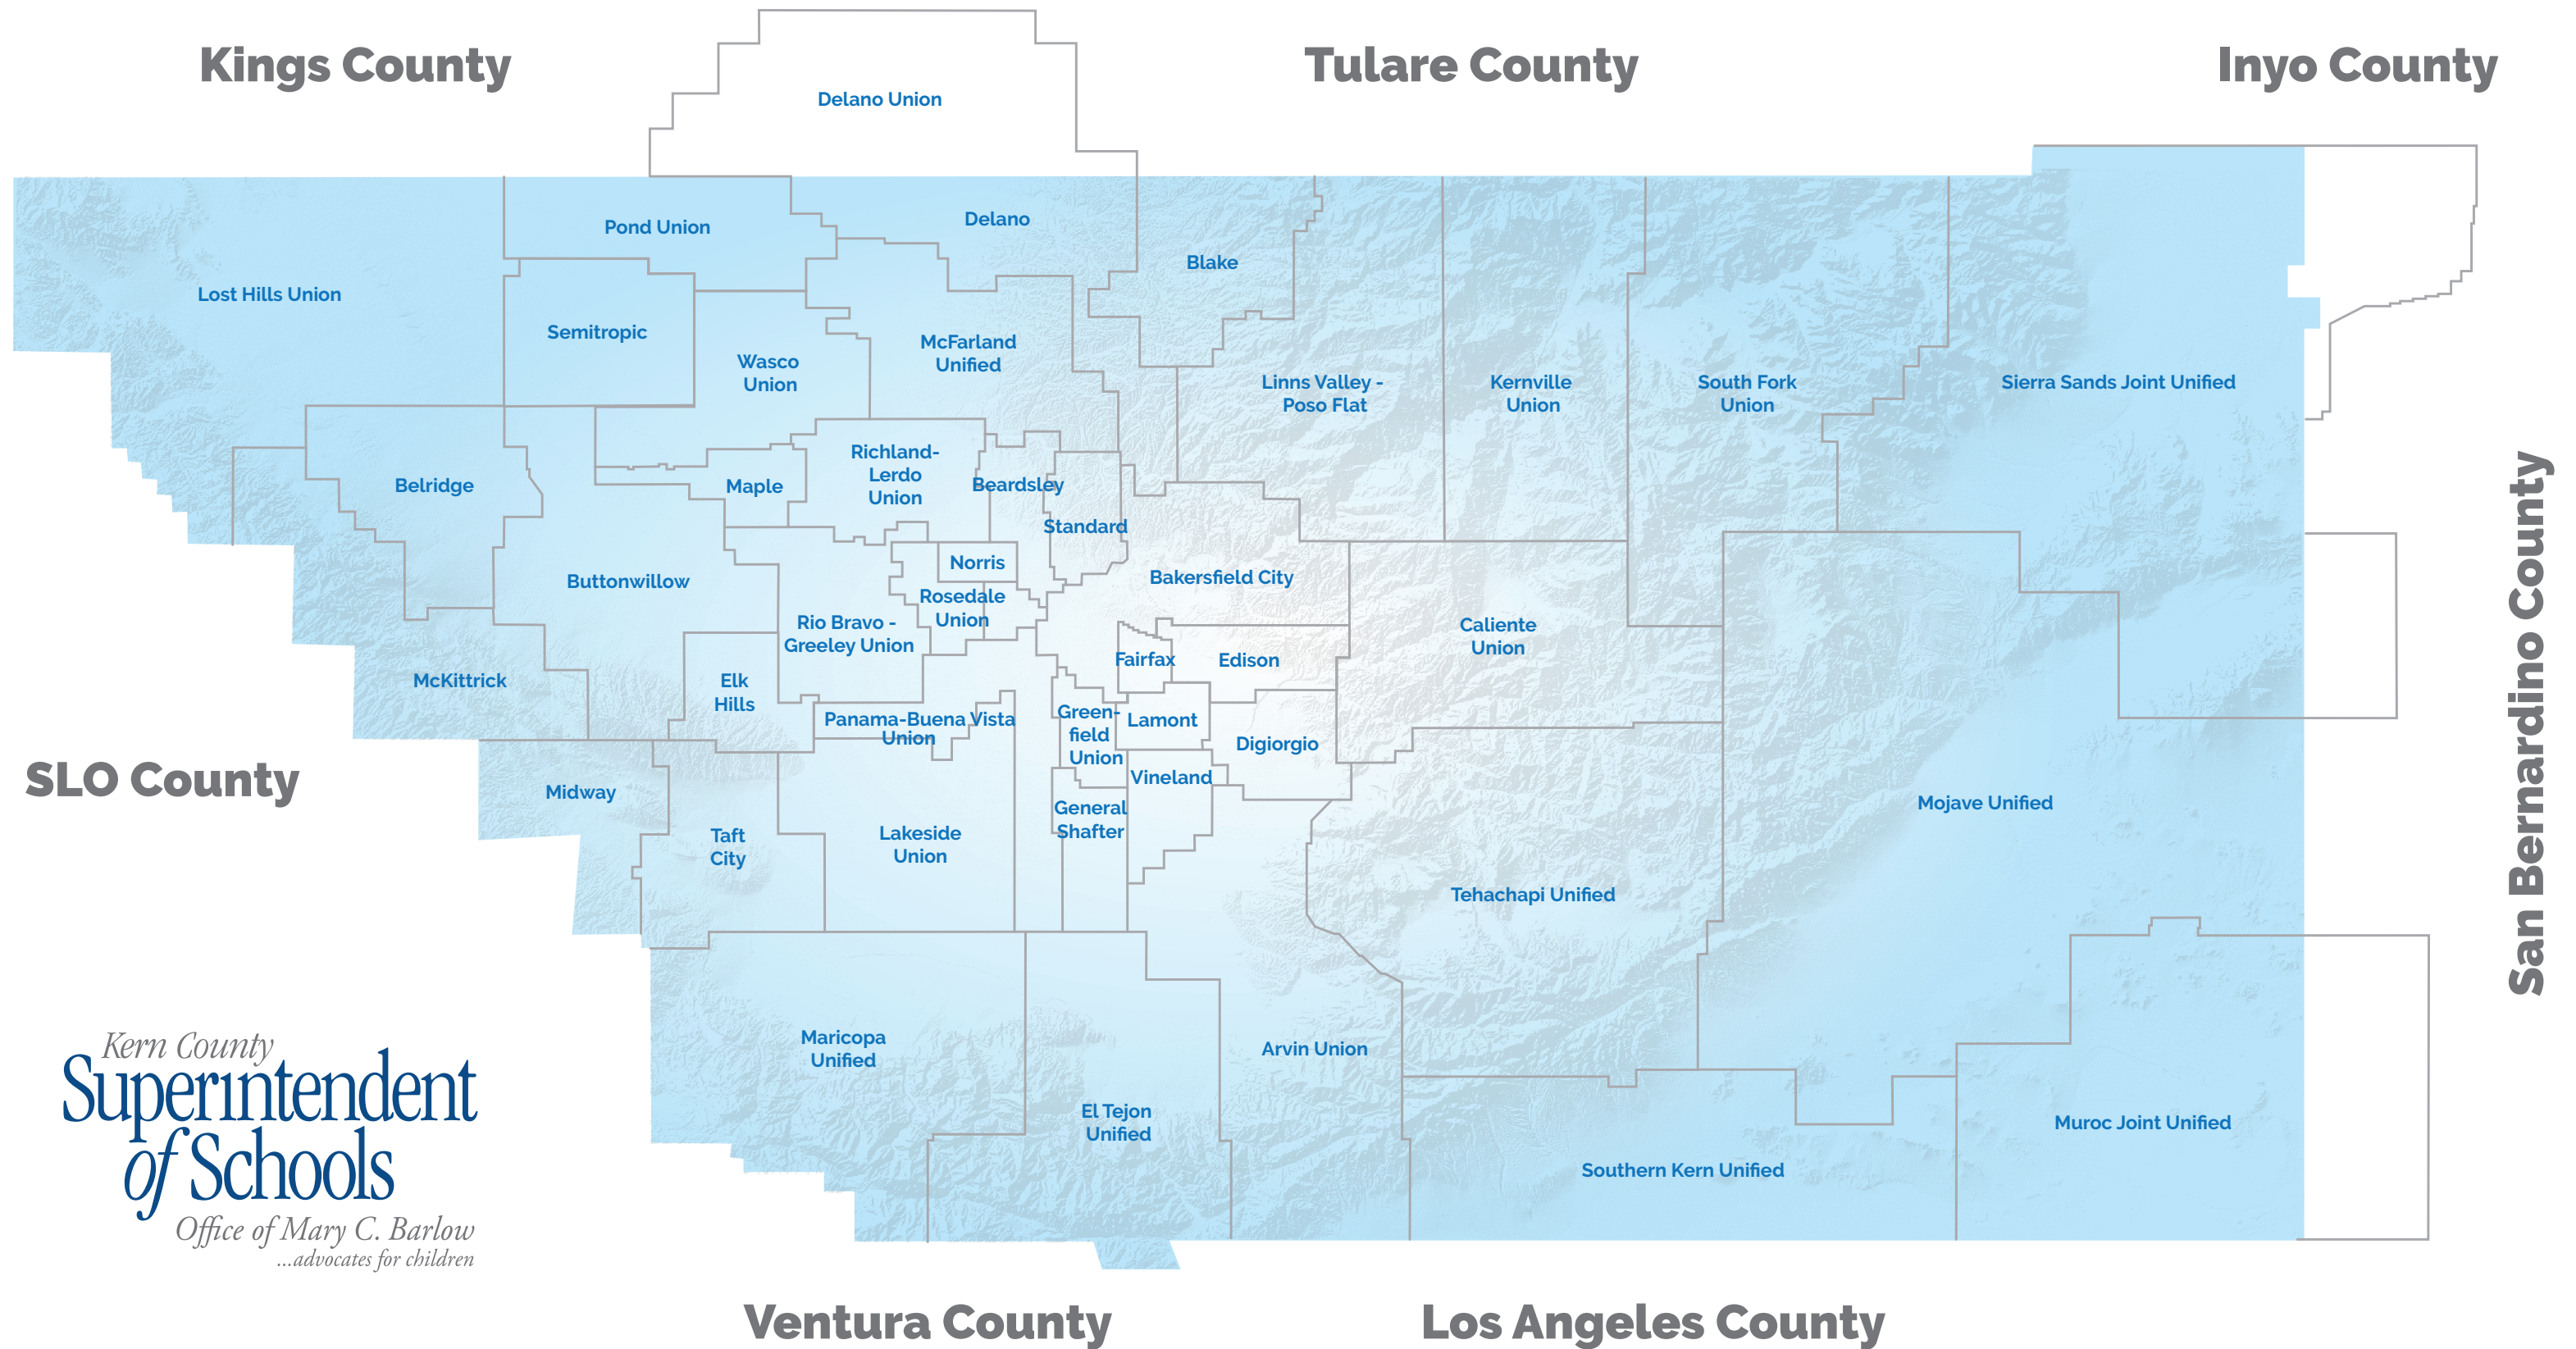 Kings County
Tulare County
Inyo County
Delano Union
Pond Union
Delano
Blake
Lost Hills Union
Semitropic
McFarland
Unified
Wasco
Union
Linns Valley -
Poso Flat
Kernville
Union
South Fork
Union
Sierra Sands Joint Unified
Richland-
Lerdo
Union
Belridge
Maple
Beardsley
Standard
Norris
Bakersfield City
Buttonwillow
Rosedale
Union
Rio Bravo -
Greeley Union
Caliente
Union
Fairfax
Edison
McKittrick
Elk
Hills
Panama-Buena Vista
Union
Green-
field
Union
Lamont
Digiorgio
San Bernardino County
SLO County
Midway
Vineland
General
Shafter
Mojave Unified
Taft
City
Lakeside
Union
Tehachapi Unified
Maricopa
Unified
Arvin Union
El Tejon
Unified
Muroc Joint Unified
Southern Kern Unified
Kern County
Superintendent
of Schools
Office of Mary C. Barlow
...advocates for children
Ventura County
Los Angeles County